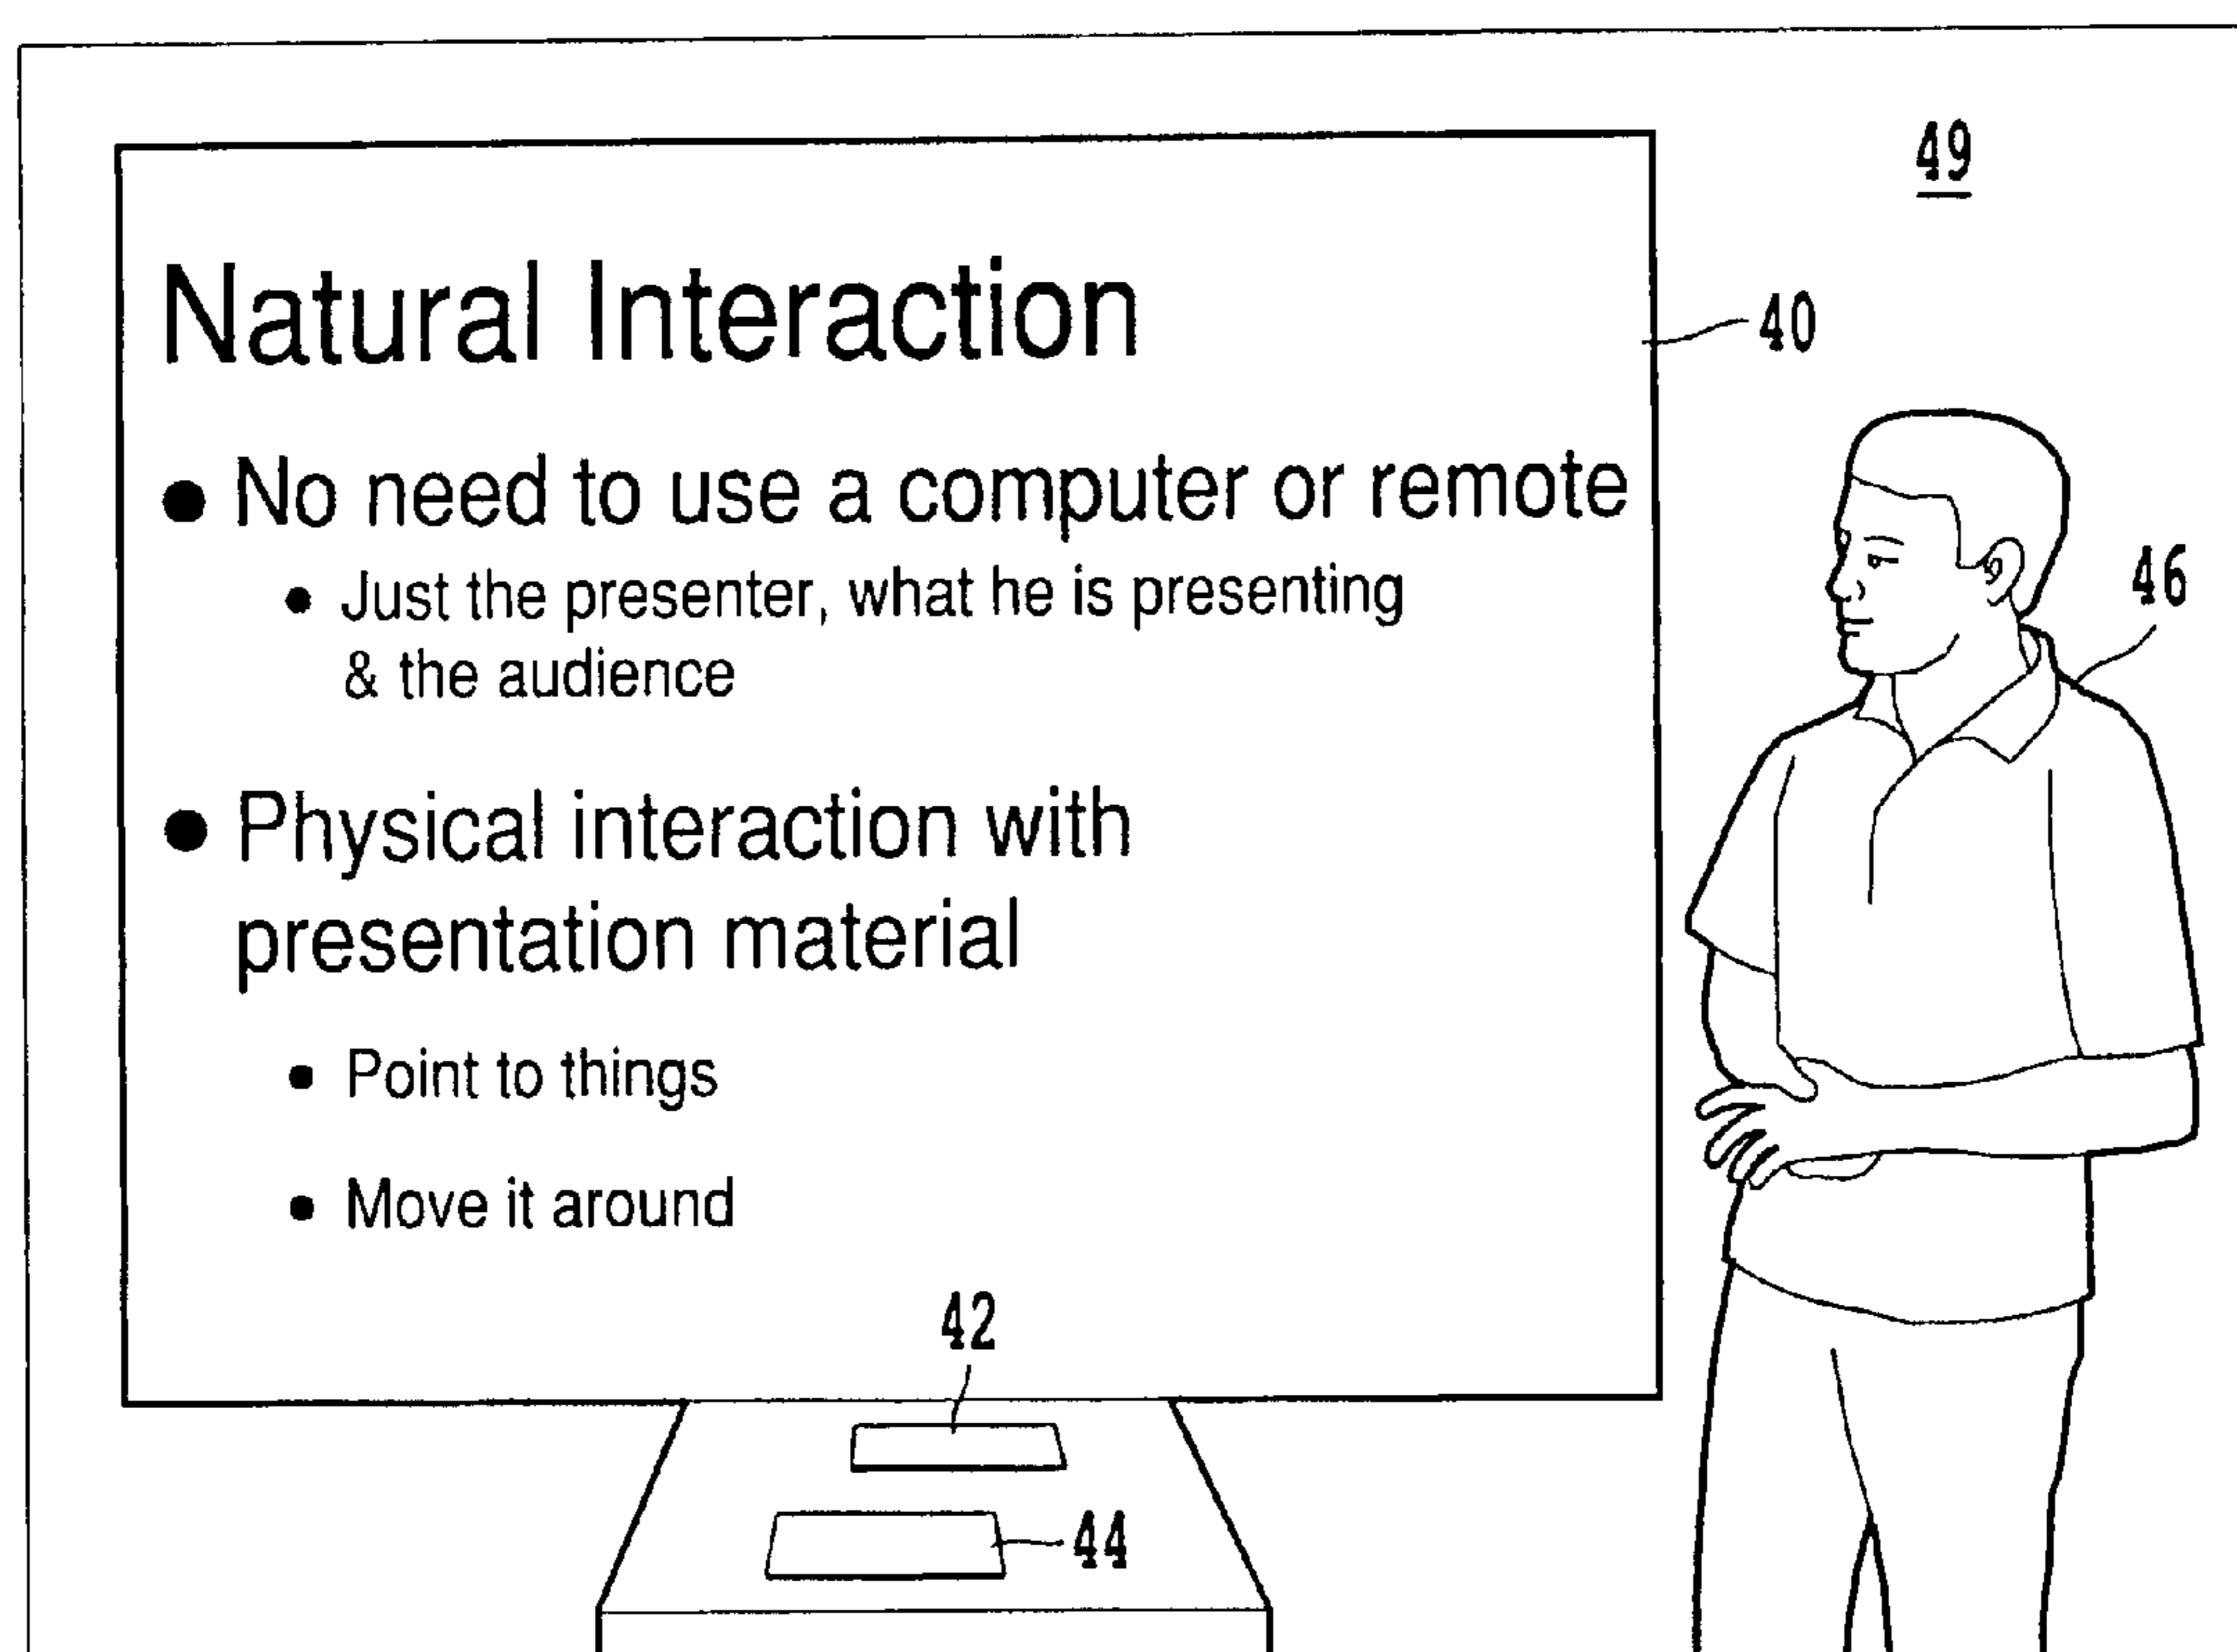 49
Natural Interaction
40
● No need to use a computer or remote
● Just the presenter, what he is presenting
& the audience
46
● Physical interaction with
presentation material
● Point to things
● Move it around
42
44